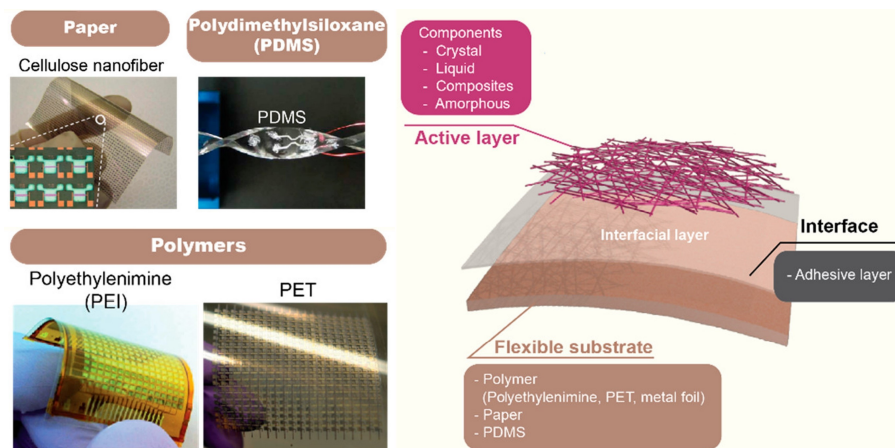 Paper
Cellulose nanofiber
Polydimethylsiloxane
(PDMS)
PDMS
Polymers
Polyethylenimine
(PEI)
PET
Components
- Crystal
- Liquid
- Composites
- Amorphous
Active layer
Interfacial layer
Interface
- Adhesive layer
Flexible substrate
- Polymer
(Polyethylenimine, PET, metal foil)
- Paper
- PDMS